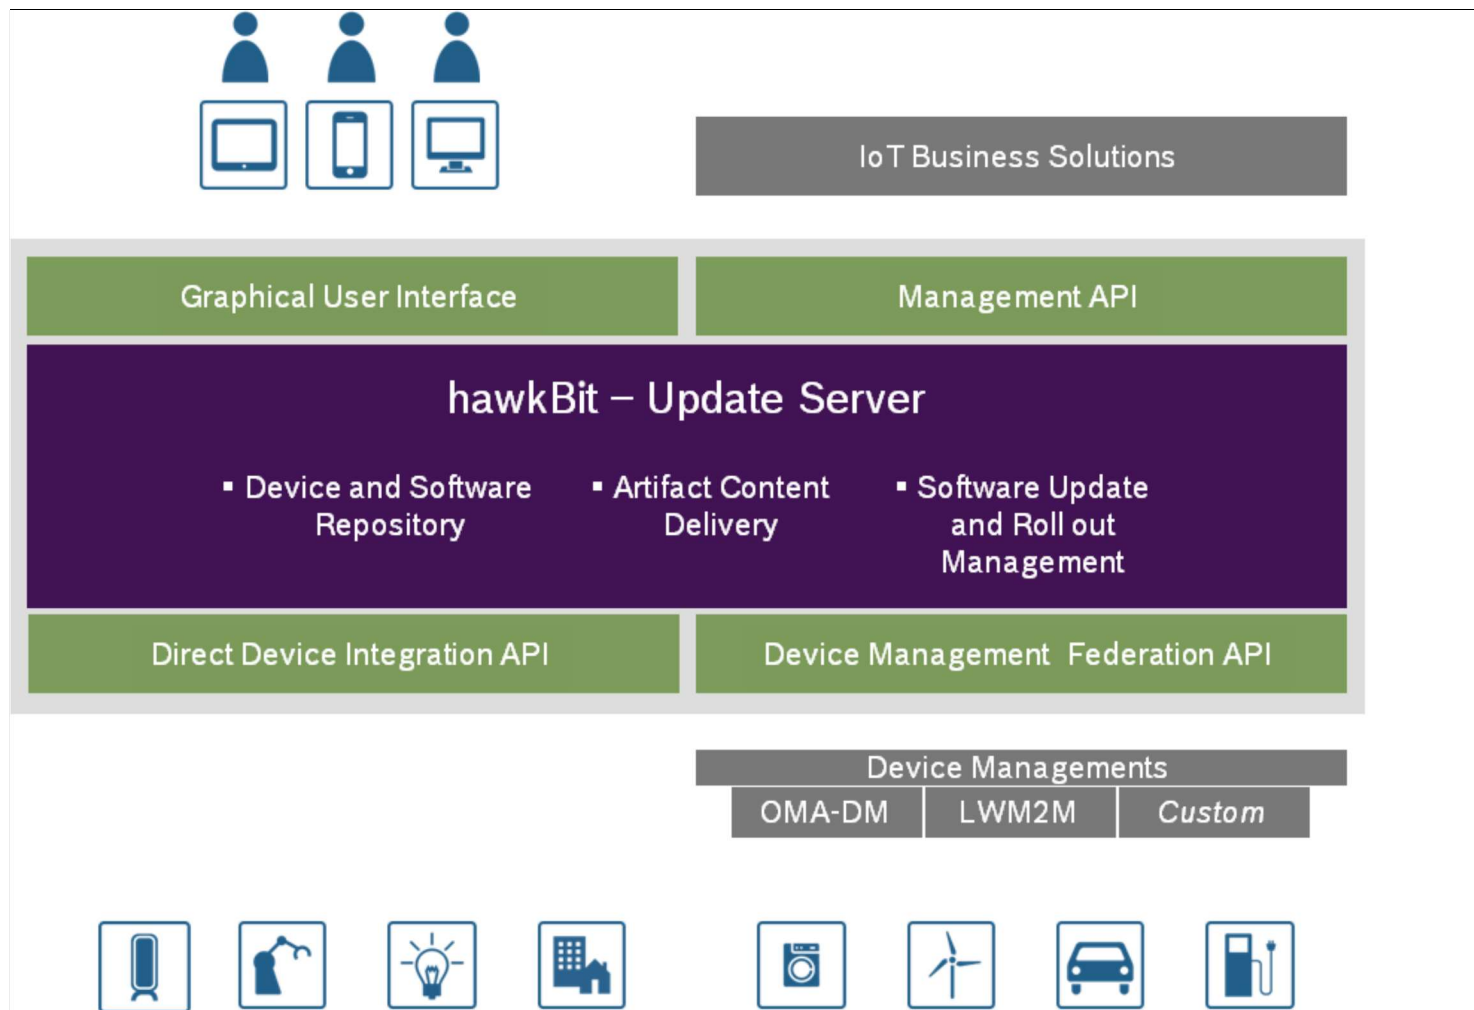 IoT Business Solutions
Graphical User Interface
Management API
hawkBit – Update Server
▪ Device and Software
Repository
▪ Artifact Content
Delivery
▪ Software Update
and Roll out
Management
Direct Device Integration API
Device Management Federation API
Device Managements
OMA-DM
LWM2M
Custom